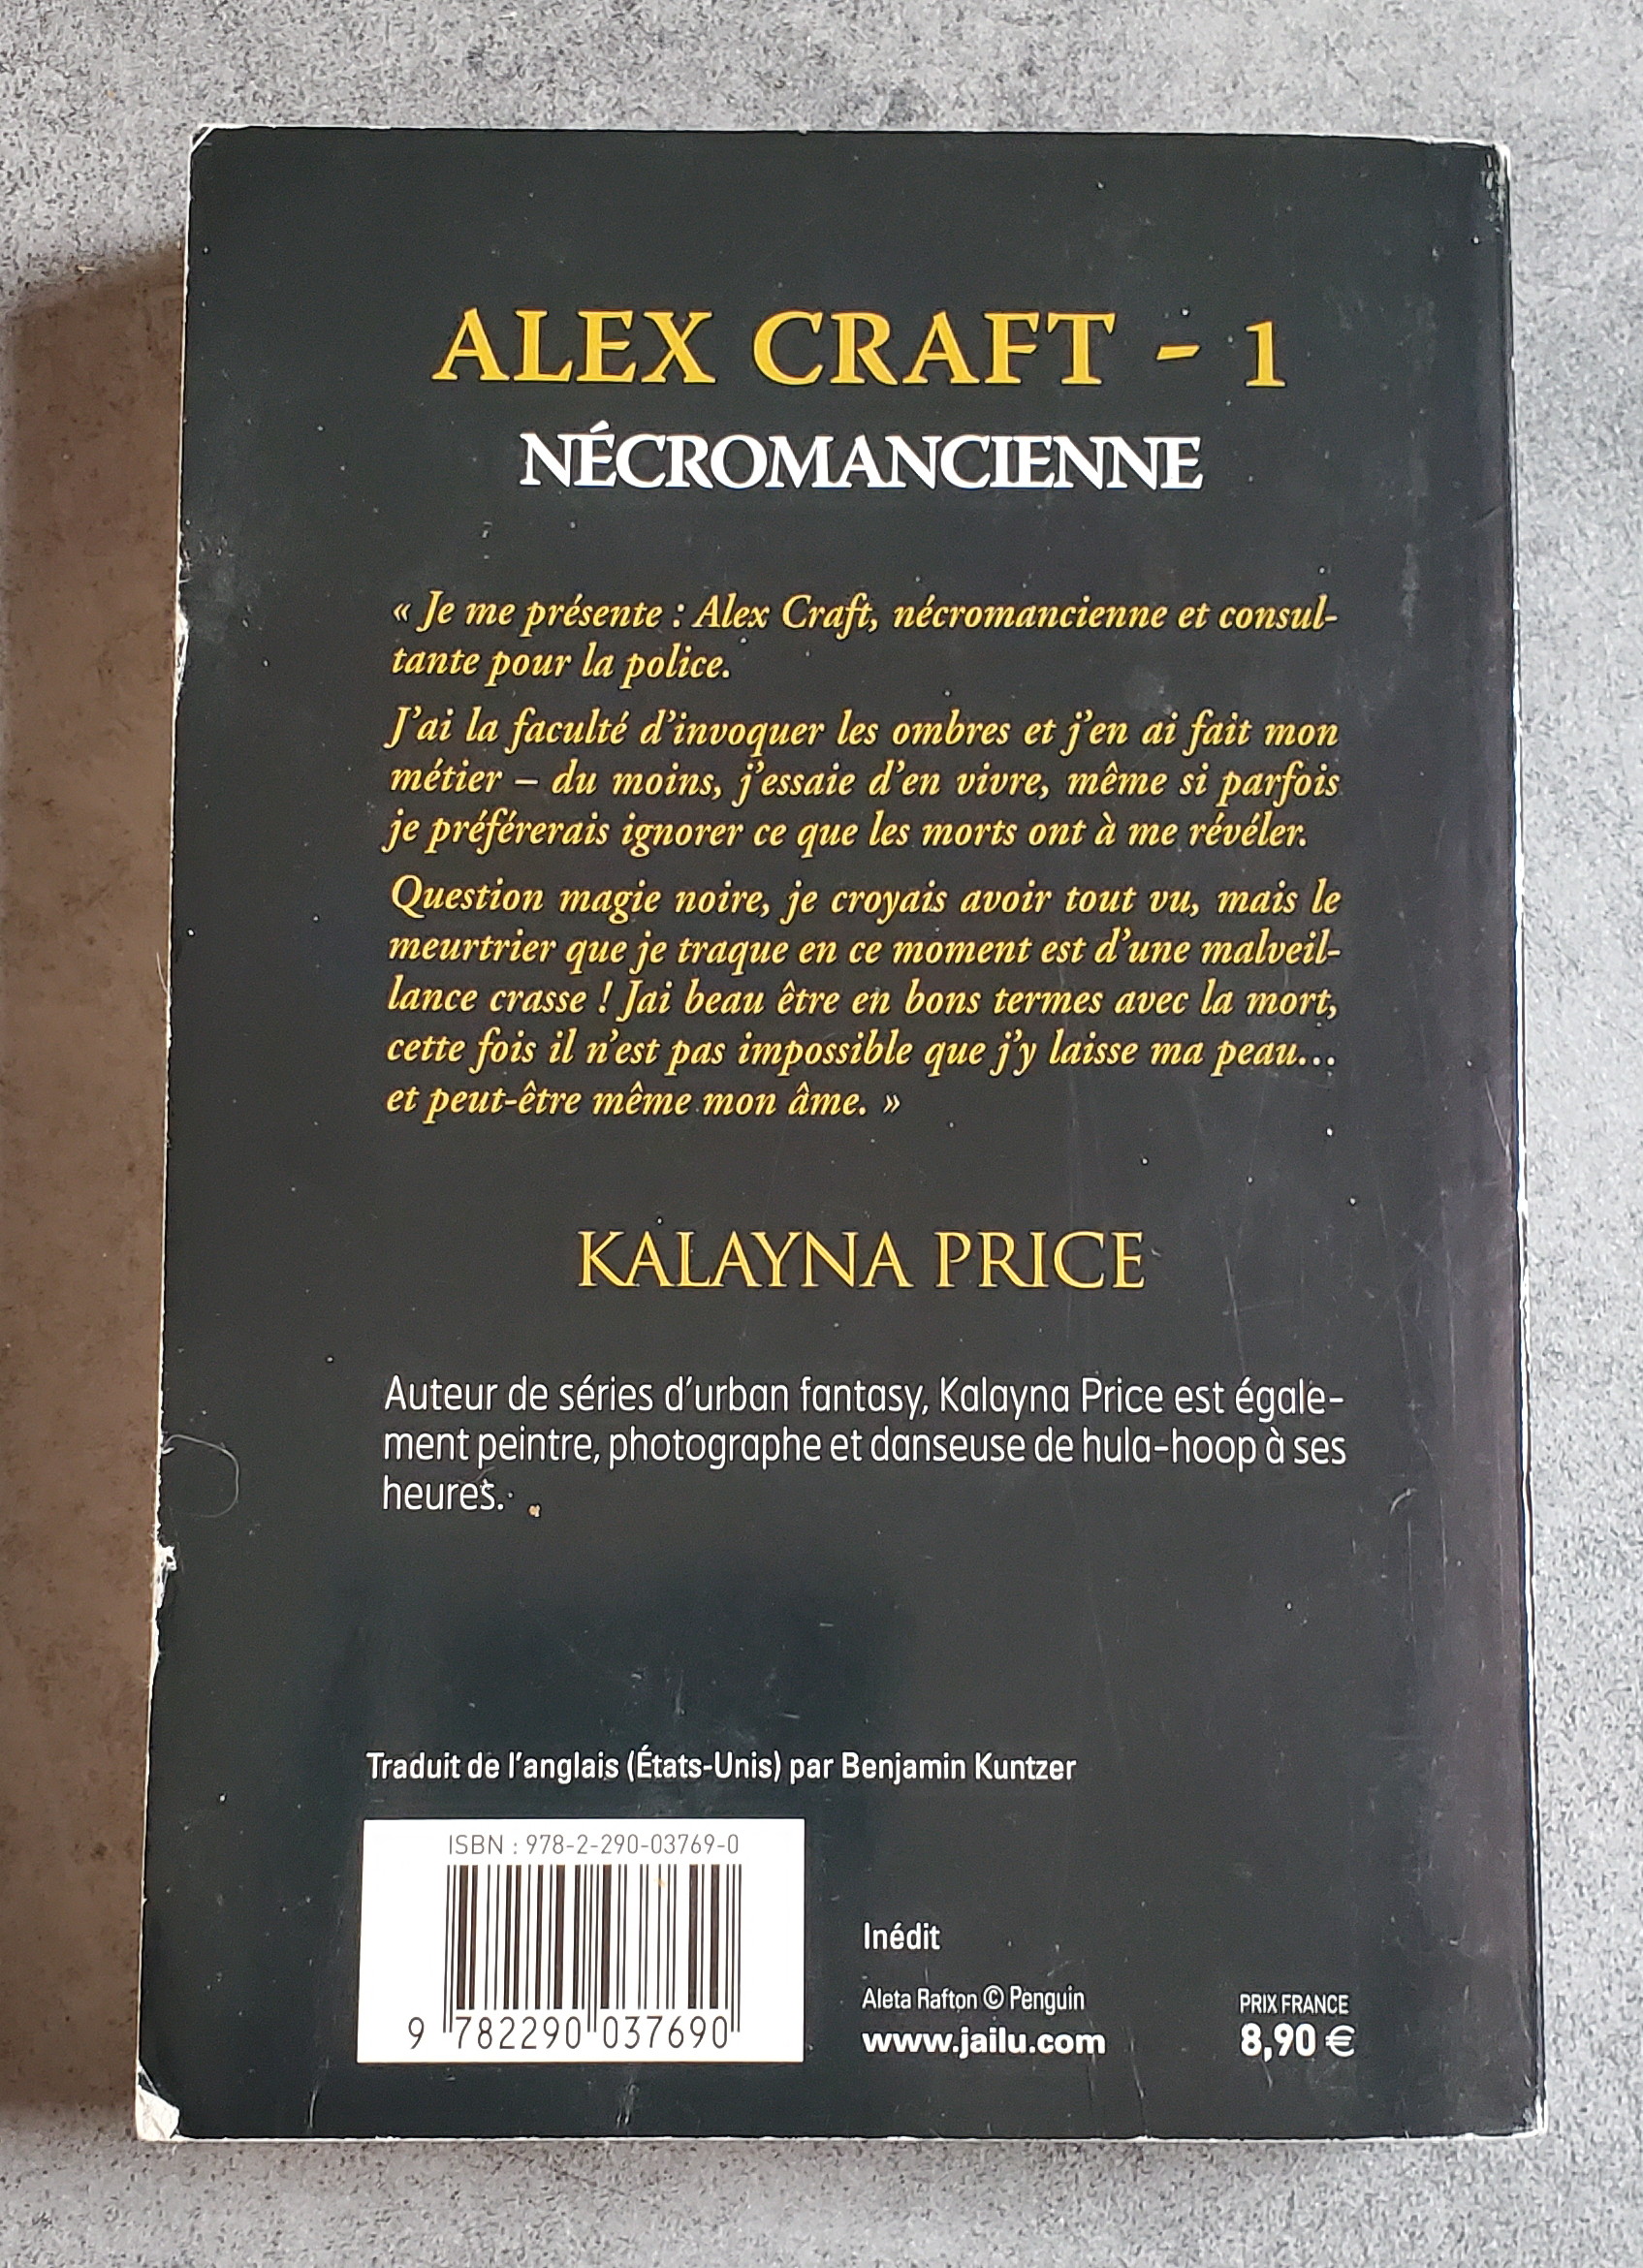 ALEX CRAFT - 1
NÉCROMANCIENNE
« Je me présente : Alex Craft, nécromancienne et consul-
tante pour la police.
J'ai la faculté d'invoquer les ombres et j'en ai fait mon
métier – du moins, j'essaie d'en vivre, même si parfois
je préférerais ignorer ce que les morts ont à me révéler.
Question magie noire, je croyais avoir tout vu, mais le
meurtrier que je traque en ce moment est d'une malveil-
lance crasse ! Jai beau être en bons termes avec la mort,
cette fois il n'est pas impossible que j'y laisse ma peau...
et peut-être même mon âme. »
KALAYNA PRICE
Auteur de séries d'urban fantasy, Kalayna Price est égale-
ment peintre, photographe et danseuse de hula-hoop à ses
heures.
Traduit de l'anglais (États-Unis) par Benjamin Kuntzer
ISBN : 978-2-290-03769-0
9 782290 037690
Inédit
Aleta Rafton © Penguin
www.jailu.com
PRIX FRANCE
8,90 €